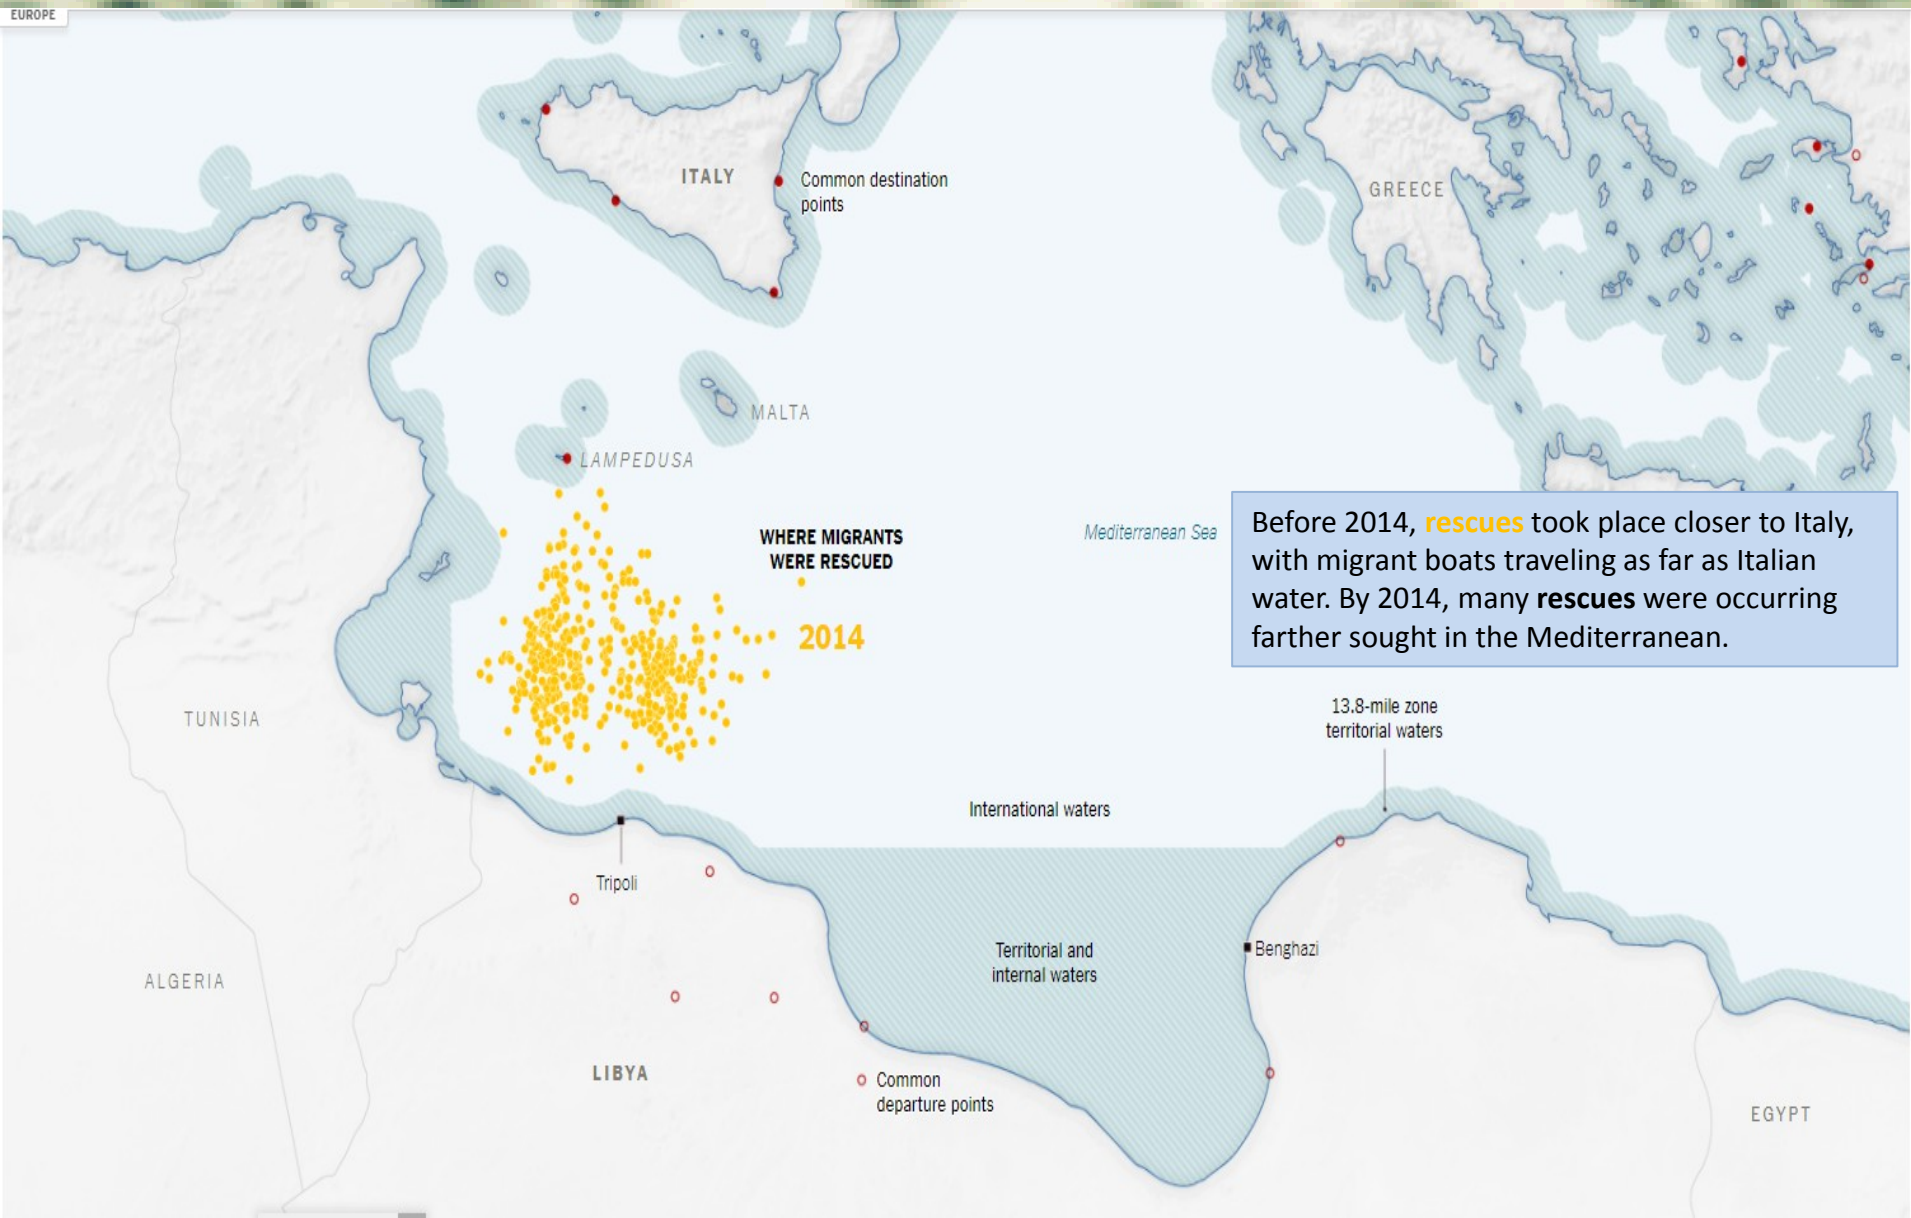 EUROPE
ITALY
Common destination
points
GREECE
MALTA
LAMPEDUSA
WHERE MIGRANTS
WERE RESCUED
Mediterranean Sea
Before 2014, rescues took place closer to Italy,
with migrant boats traveling as far as Italian
water. By 2014, many rescues were occurring
farther sought in the Mediterranean.
2014
TUNISIA
13.8-mile zone
territorial waters
International waters
Tripoli
Territorial and
internal waters
Benghazi
ALGERIA
LIBYA
Common
departure points
EGYPT